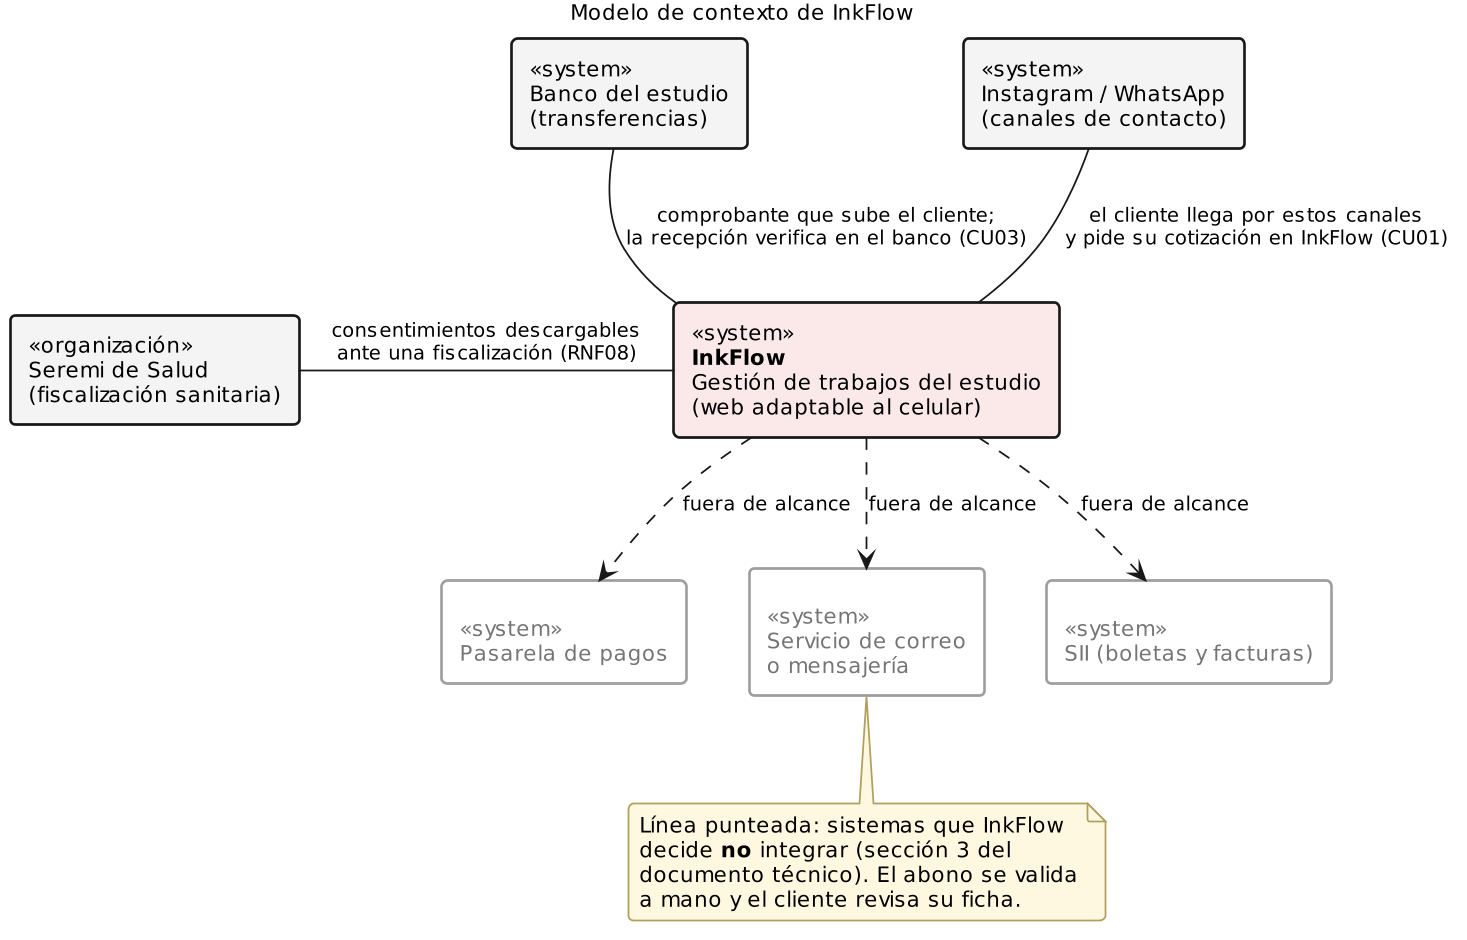 Modelo de contexto de InkFlow
«system»
Banco del estudio
(transferencias)
«system»
Instagram / WhatsApp
(canales de contacto)
comprobante que sube el cliente;
la recepción verifica en el banco (CU03)
el cliente llega por estos canales
y pide su cotización en InkFlow (CU01)
«organización»
Seremi de Salud
(fiscalización sanitaria)
consentimientos descargables
ante una fiscalización (RNF08)
«system»
InkFlow
Gestión de trabajos del estudio
(web adaptable al celular)
fuera de alcance
fuera de alcance
fuera de alcance
«system»
Pasarela de pagos
«system»
Servicio de correo
o mensajería
«system»
SII (boletas y facturas)
Línea punteada: sistemas que InkFlow
decide no integrar (sección 3 del
documento técnico). El abono se valida
a mano y el cliente revisa su ficha.